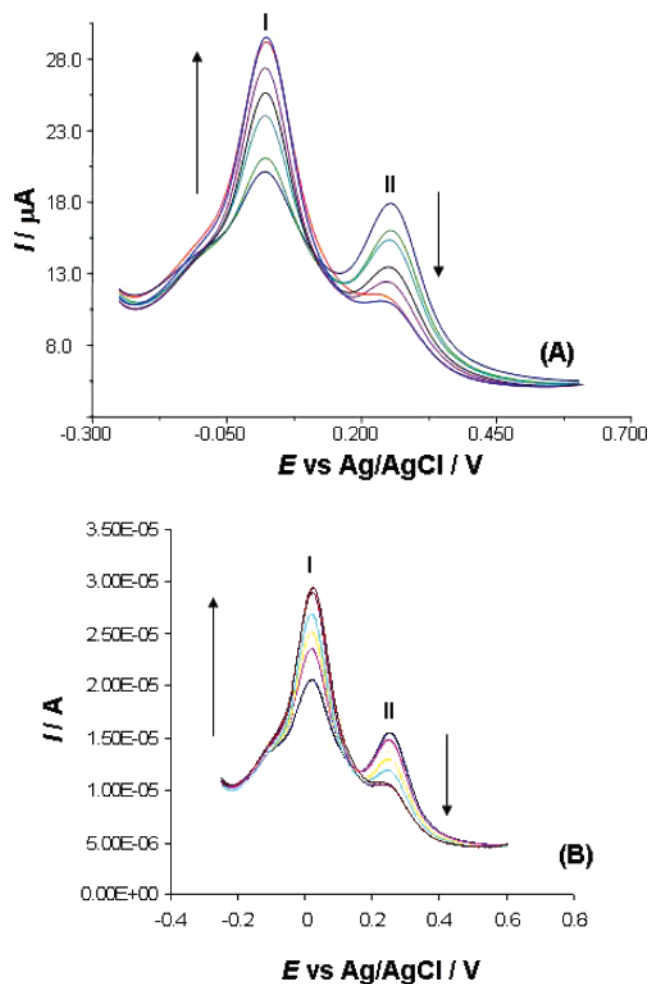 I
28.0
23.0
II
18.0
I / μA
13.0
8.0
(A)
-0.300 -0.050 0.200 0.450 0.700
E vs Ag/AgCl / V
3.50E-05
I
3.00E-05
2.50E-05
2.00E-05
II
I / A
1.50E-05
1.00E-05
5.00E-06
(B)
0.00E+00
-0.4 -0.2 0 0.2 0.4 0.6 0.8
E vs Ag/AgCl / V